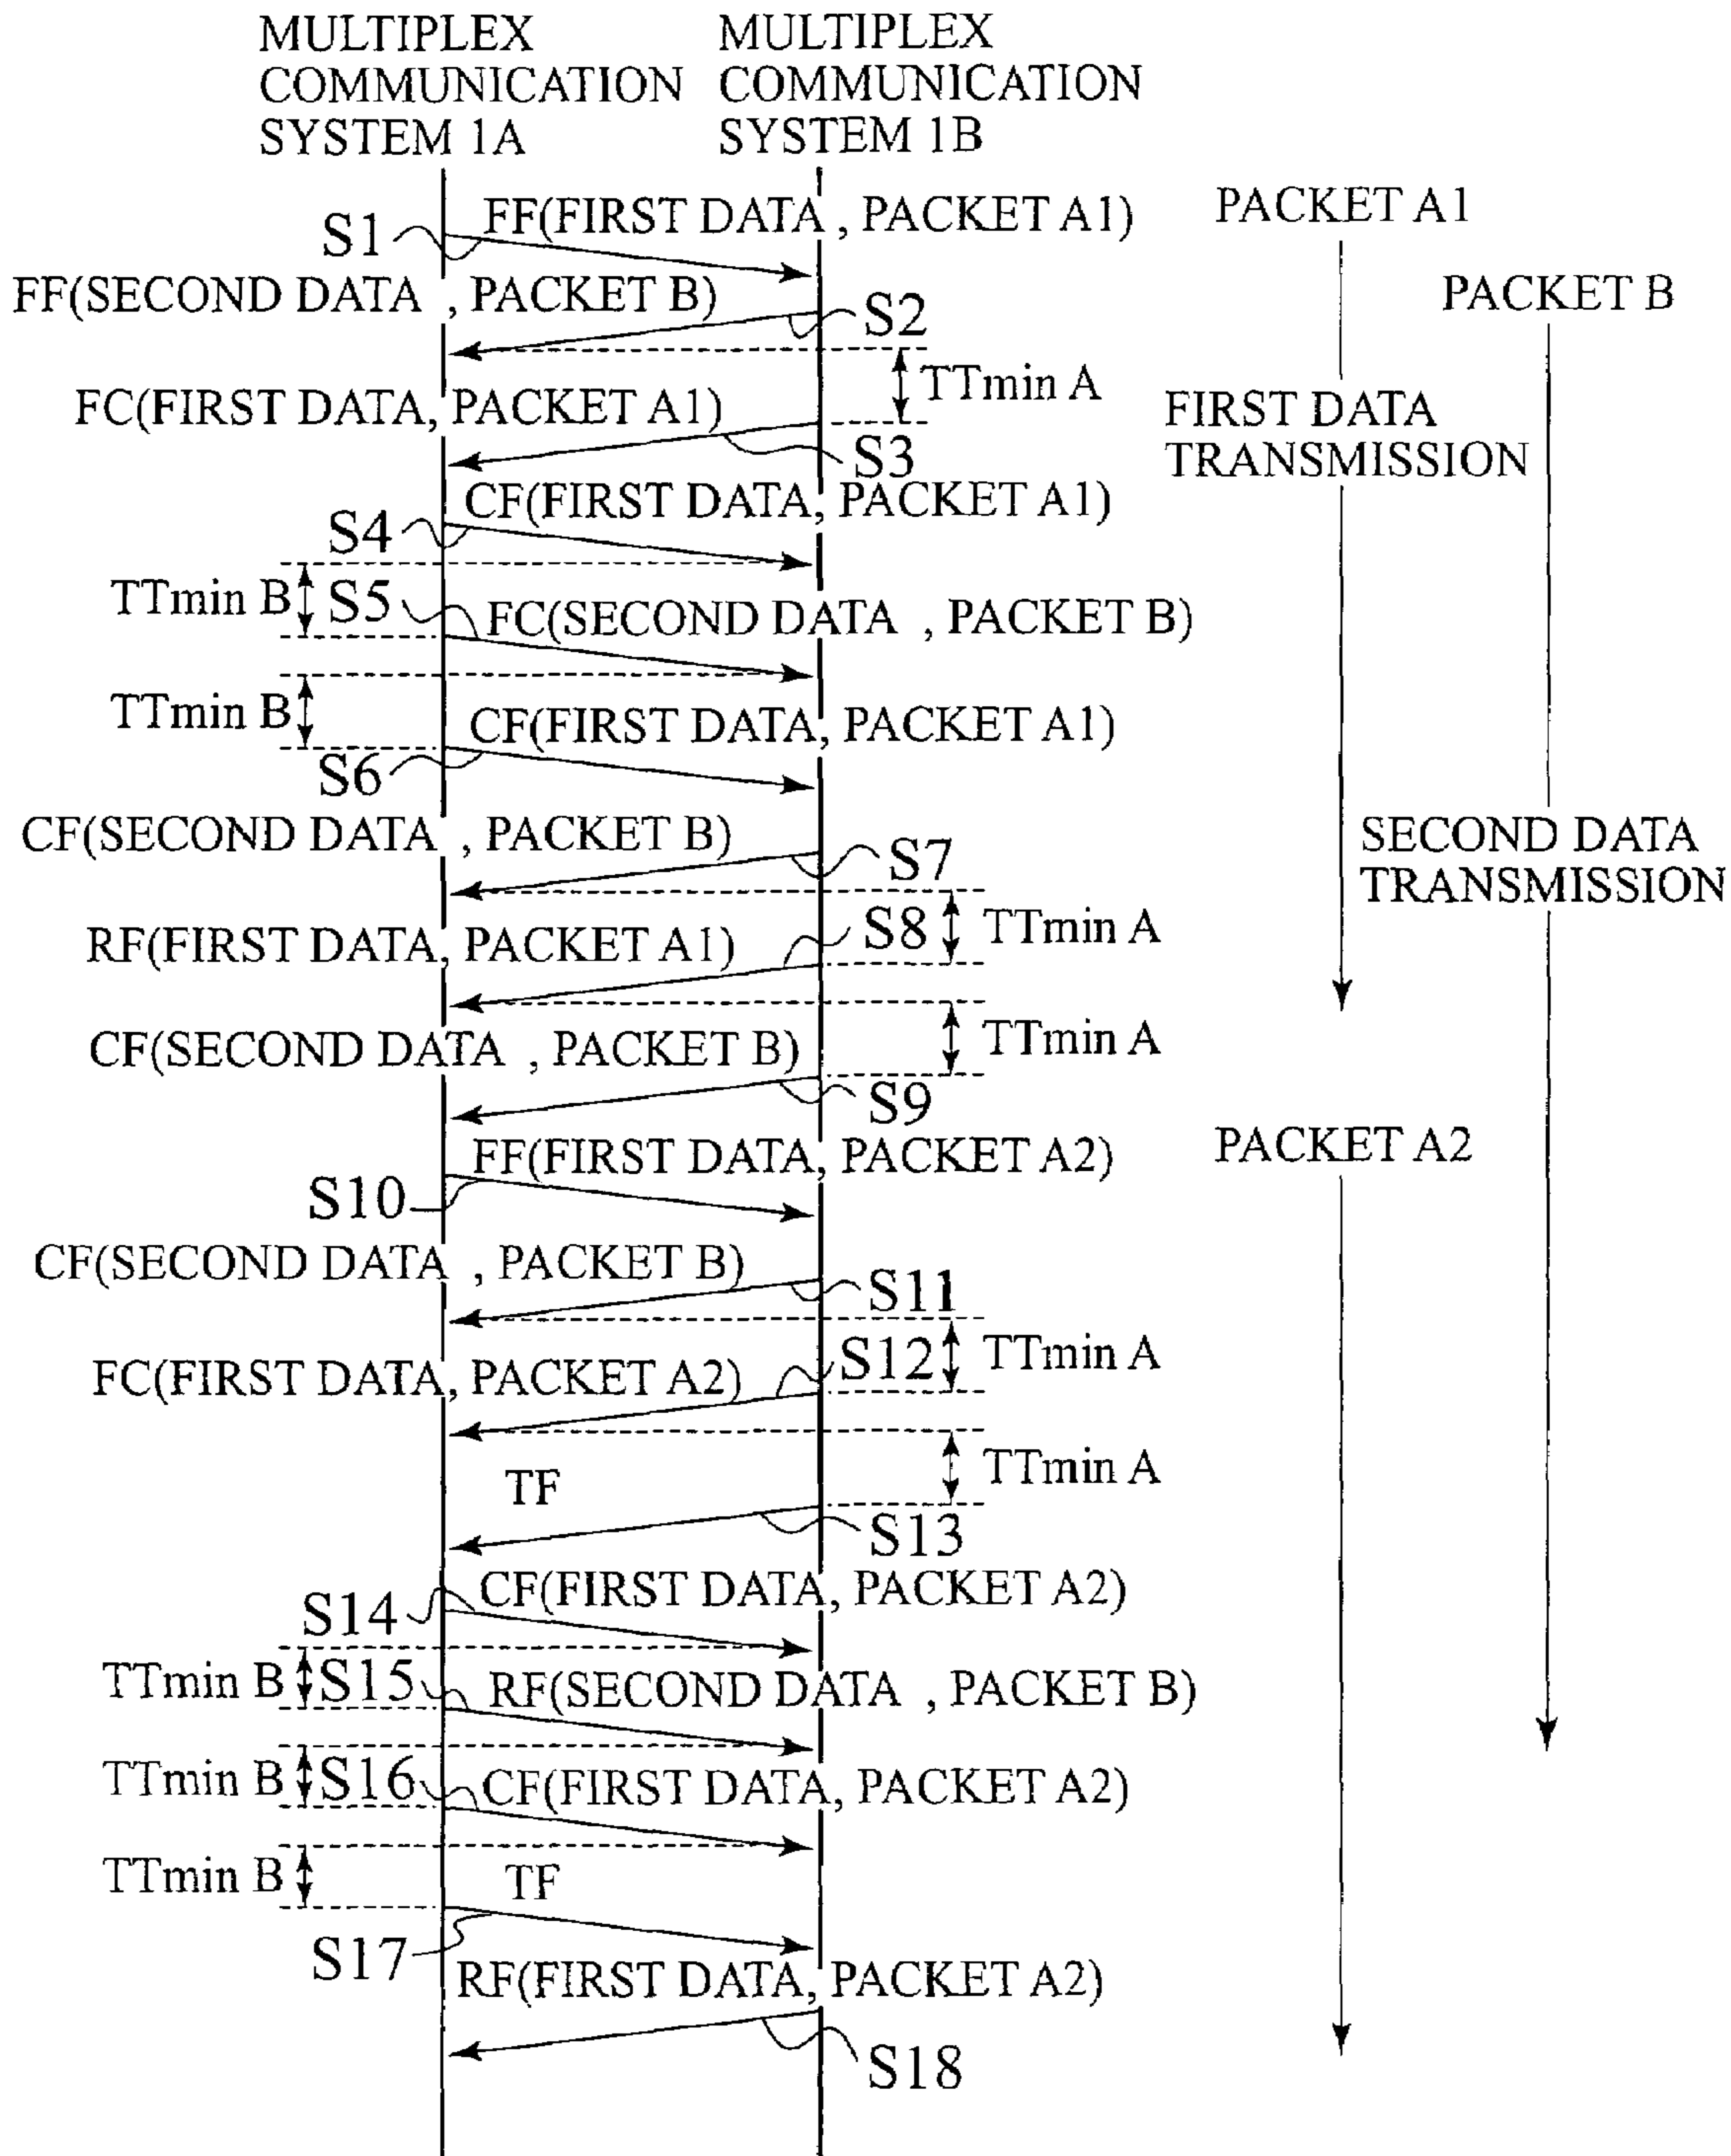 MULTIPLEX
COMMUNICATION
SYSTEM 1A
MULTIPLEX
COMMUNICATION
SYSTEM 1B
FF(FIRST DATA , PACKET A1)
PACKET A1
S1
FF(SECOND DATA , PACKET B)
PACKET B
S2
TTmin A
FC(FIRST DATA, PACKET A1)
FIRST DATA
TRANSMISSION
S3
CF(FIRST DATA, PACKET A1)
S4
TTmin B
S5
FC(SECOND DATA , PACKET B)
TTmin B
CF(FIRST DATA, PACKET A1)
S6
CF(SECOND DATA , PACKET B)
SECOND DATA
TRANSMISSION
S7
S8
TTmin A
RF(FIRST DATA, PACKET A1)
TTmin A
CF(SECOND DATA , PACKET B)
S9
FF(FIRST DATA, PACKET A2)
PACKET A2
S10
CF(SECOND DATA , PACKET B)
S11
S12
TTmin A
FC(FIRST DATA, PACKET A2)
TTmin A
TF
S13
CF(FIRST DATA, PACKET A2)
S14
TTmin B
S15
RF(SECOND DATA , PACKET B)
TTmin B
S16
CF(FIRST DATA, PACKET A2)
TTmin B
TF
S17
RF(FIRST DATA, PACKET A2)
S18